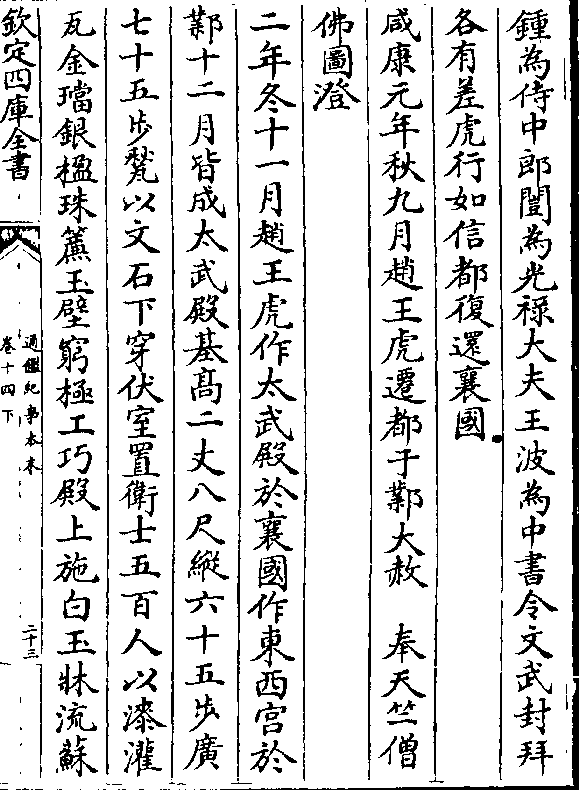 鍾為侍中郎闓為光祿大夫王波為中書令文武封拜
各有差虎行如信都復還襄國
咸康元年秋九月趙王虎遷都于鄴大赦　奉天竺僧
佛圖澄
二年冬十一月趙王虎作太武殿於襄國作東西宮於
鄴十二月皆成太武殿基髙二丈八尺縱六十五步廣
七十五步甃以文石下穿伏室置衛士五百人以漆灌
瓦金璫銀楹珠簾玉壁窮極工巧殿上施白玉牀流蘇
欽定四庫全書
通鑑紀事本末
卷十四下
二十三